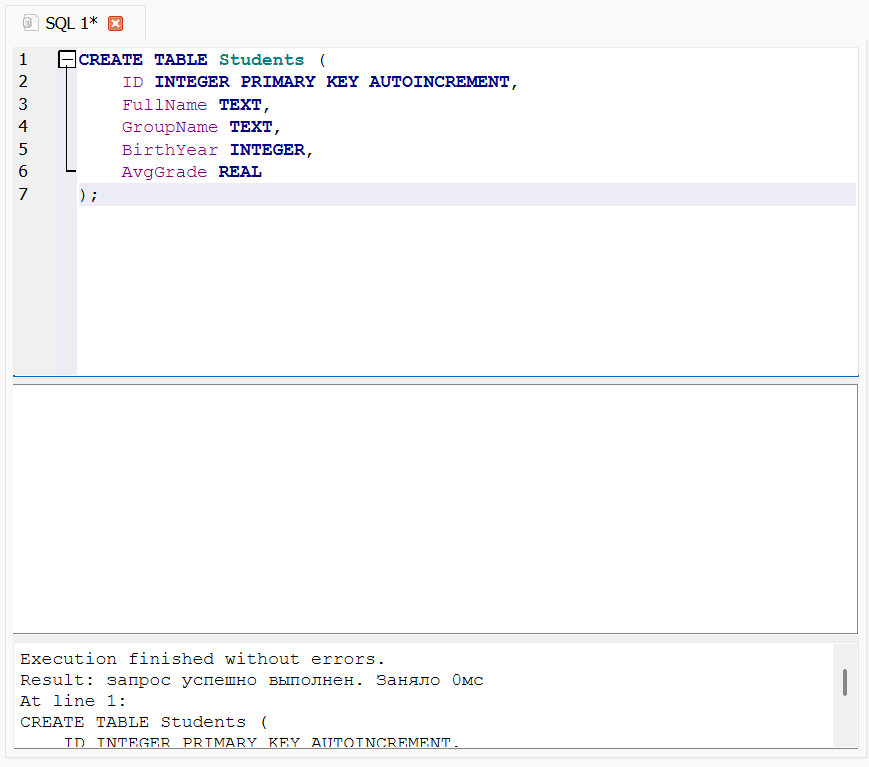 SQL 1*
1 CREATE TABLE Students (
2 ID INTEGER PRIMARY KEY AUTOINCREMENT,
3 FullName TEXT,
4 GroupName TEXT,
5 BirthYear INTEGER,
6 AvgGrade REAL
7 );
Execution finished without errors.
Result: запрос успешно выполнен. Заняло 0мс
At line 1:
CREATE TABLE Students (
ID INTEGER PRIMARY KEY AUTOINCREMENT,